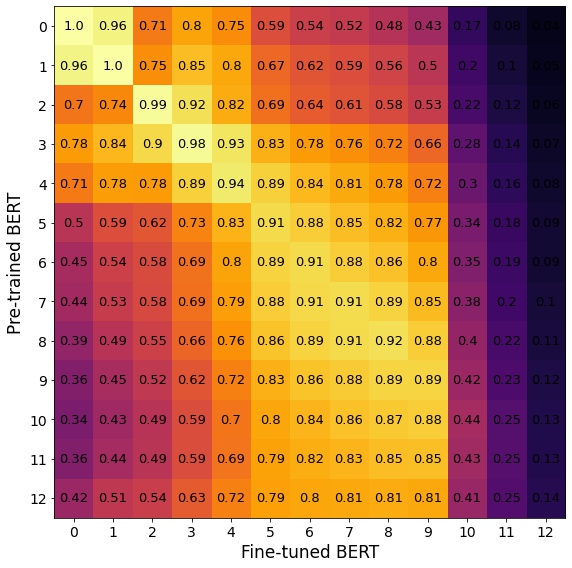 0 1.0 0.96 0.71 0.8 0.75 0.59 0.54 0.52 0.48 0.43 0.17 0.08 0.04
1 0.96 1.0 0.75 0.85 0.8 0.67 0.62 0.59 0.56 0.5 0.2 0.1 0.05
2 0.7 0.74 0.99 0.92 0.82 0.69 0.64 0.61 0.58 0.53 0.22 0.12 0.06
3 0.78 0.84 0.9 0.98 0.93 0.83 0.78 0.76 0.72 0.66 0.28 0.14 0.07
4 0.71 0.78 0.78 0.89 0.94 0.89 0.84 0.81 0.78 0.72 0.3 0.16 0.08
5 0.5 0.59 0.62 0.73 0.83 0.91 0.88 0.85 0.82 0.77 0.34 0.18 0.09
6 0.45 0.54 0.58 0.69 0.8 0.89 0.91 0.88 0.86 0.8 0.35 0.19 0.09
7 0.44 0.53 0.58 0.69 0.79 0.88 0.91 0.91 0.89 0.85 0.38 0.2 0.1
8 0.39 0.49 0.55 0.66 0.76 0.86 0.89 0.91 0.92 0.88 0.4 0.22 0.11
9 0.36 0.45 0.52 0.62 0.72 0.83 0.86 0.88 0.89 0.89 0.42 0.23 0.12
10 0.34 0.43 0.49 0.59 0.7 0.8 0.84 0.86 0.87 0.88 0.44 0.25 0.13
11 0.36 0.44 0.49 0.59 0.69 0.79 0.82 0.83 0.85 0.85 0.43 0.25 0.13
12 0.42 0.51 0.54 0.63 0.72 0.79 0.8 0.81 0.81 0.81 0.41 0.25 0.14
0 1 2 3 4 5 6 7 8 9 10 11 12
Fine-tuned BERT
Pre-trained BERT